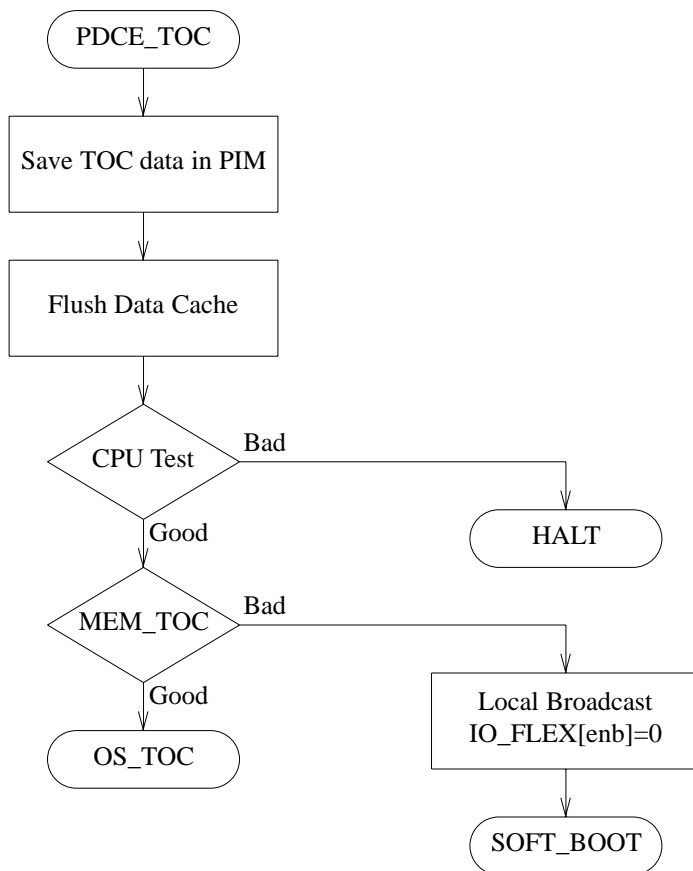 PDCE_TOC
Save TOC data in PIM
Flush Data Cache
CPU Test
Bad
Good
HALT
MEM_TOC
Bad
Good
Local Broadcast
IO_FLEX[enb]=0
OS_TOC
SOFT_BOOT